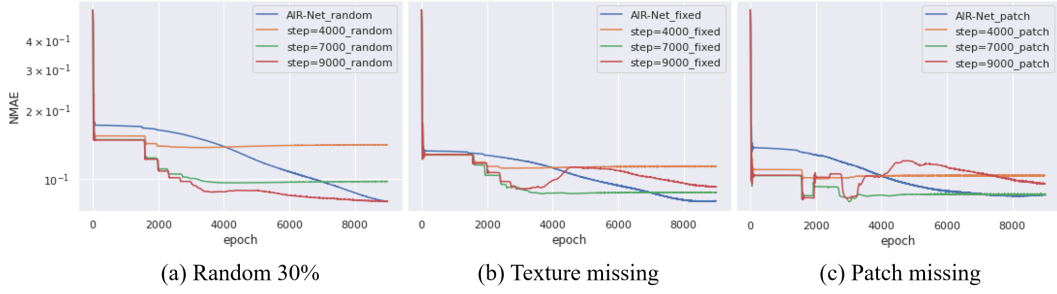 NMAE
4 × 10⁻¹
3 × 10⁻¹
2 × 10⁻¹
10⁻¹
AIR-Net_random
step=4000_random
step=7000_random
step=9000_random
0 2000 4000 6000 8000
epoch
(a) Random 30%
AIR-Net_fixed
step=4000_fixed
step=7000_fixed
step=9000_fixed
0 2000 4000 6000 8000
epoch
(b) Texture missing
AIR-Net_patch
step=4000_patch
step=7000_patch
step=9000_patch
0 2000 4000 6000 8000
epoch
(c) Patch missing